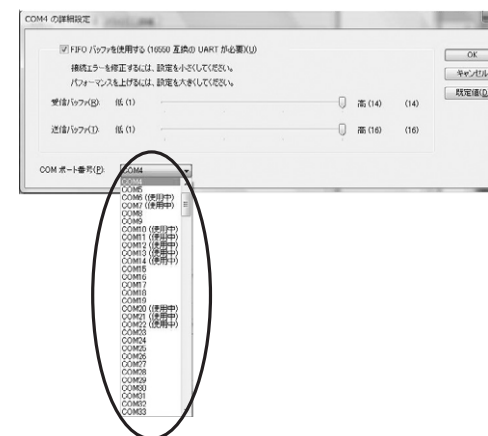 COM4 の詳細設定
FIFO バッファを使用する (16550 互換の UART が必要)(U)
接続エラーを修正するには、設定を小さくしてください。
パフォーマンスを上げるには、設定を大きくしてください。
受信バッファ(R): 低 (1) 高 (14) (14)
送信バッファ(T): 低 (1) 高 (16) (16)
OK
キャンセル
既定値(D
COM ポート番号(P): COM4
COM4
COM5
COM6 (使用中)
COM7 (使用中)
COM8
COM9
COM10 (使用中)
COM11 (使用中)
COM12 (使用中)
COM13 (使用中)
COM14 (使用中)
COM15
COM16
COM17
COM18
COM19
COM20 (使用中)
COM21 (使用中)
COM22 (使用中)
COM23
COM24
COM25
COM26
COM27
COM28
COM29
COM30
COM31
COM32
COM33